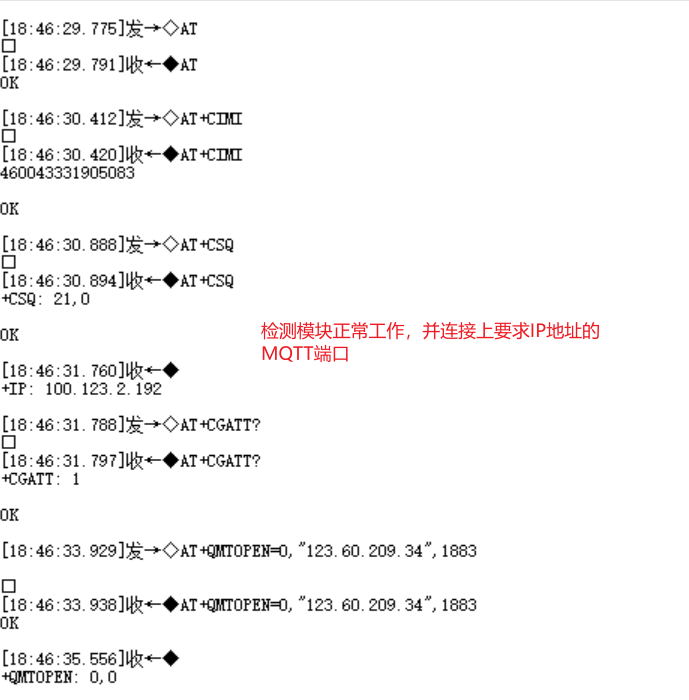 [18:46:29.775]发→◇AT
□
[18:46:29.791]收←◆AT
OK
[18:46:30.412]发→◇AT+CIMI
□
[18:46:30.420]收←◆AT+CIMI
460043331905083
OK
[18:46:30.888]发→◇AT+CSQ
□
[18:46:30.894]收←◆AT+CSQ
+CSQ: 21,0
OK
检测模块正常工作，并连接上要求IP地址的
MQTT端口
[18:46:31.760]收←◆
+IP: 100.123.2.192
[18:46:31.788]发→◇AT+CGATT?
□
[18:46:31.797]收←◆AT+CGATT?
+CGATT: 1
OK
[18:46:33.929]发→◇AT+QMTOPEN=0,"123.60.209.34",1883
□
[18:46:33.938]收←◆AT+QMTOPEN=0,"123.60.209.34",1883
OK
[18:46:35.556]收←◆
+QMTOPEN: 0,0